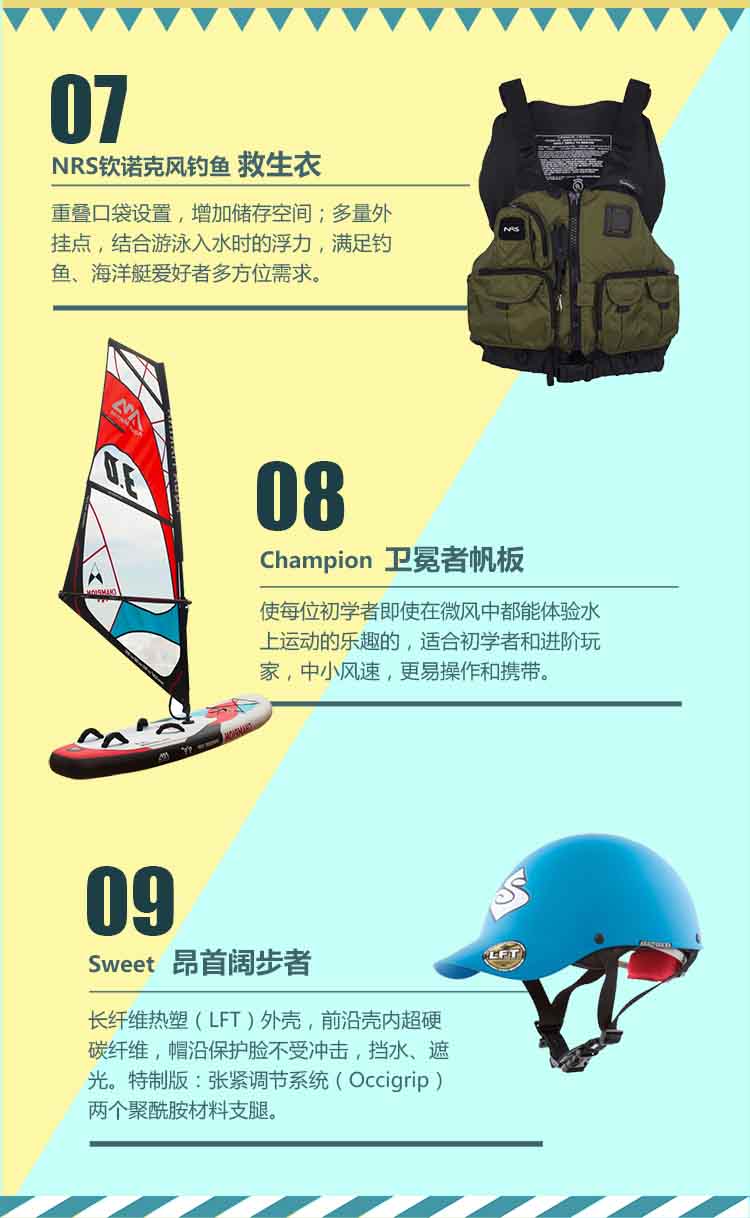 07
NRS钦诺克风钓鱼 救生衣
重叠口袋设置，增加储存空间；多量外
挂点，结合游泳入水时的浮力，满足钓
鱼、海洋艇爱好者多方位需求。
NRS
3.0
CHAMPION
08
Champion 卫冕者帆板
使每位初学者即使在微风中都能体验水
上运动的乐趣的，适合初学者和进阶玩
家，中小风速，更易操作和携带。
CHAMPION
09
Sweet 昂首阔步者
LFT
长纤维热塑（LFT）外壳，前沿壳内超硬
碳纤维，帽沿保护脸不受冲击，挡水、遮
光。特制版：张紧调节系统（Occigrip）
两个聚酰胺材料支腿。